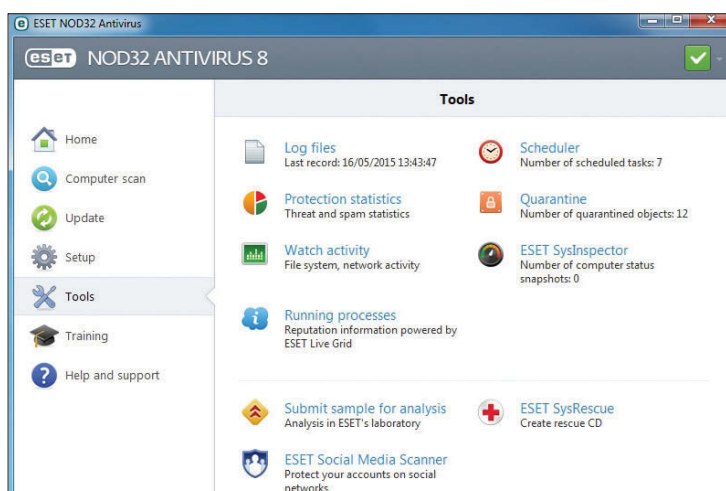 ESET NOD32 Antivirus
eset NOD32 ANTIVIRUS 8
Tools
Home
Computer scan
Update
Setup
Tools
Training
Help and support
Log files
Last record: 16/05/2015 13:43:47
Scheduler
Number of scheduled tasks: 7
Protection statistics
Threat and spam statistics
Quarantine
Number of quarantined objects: 12
Watch activity
File system, network activity
ESET SysInspector
Number of computer status
snapshots: 0
Running processes
Reputation information powered by
ESET Live Grid
Submit sample for analysis
Analysis in ESET's laboratory
ESET SysRescue
Create rescue CD
ESET Social Media Scanner
Protect your accounts on social
networks